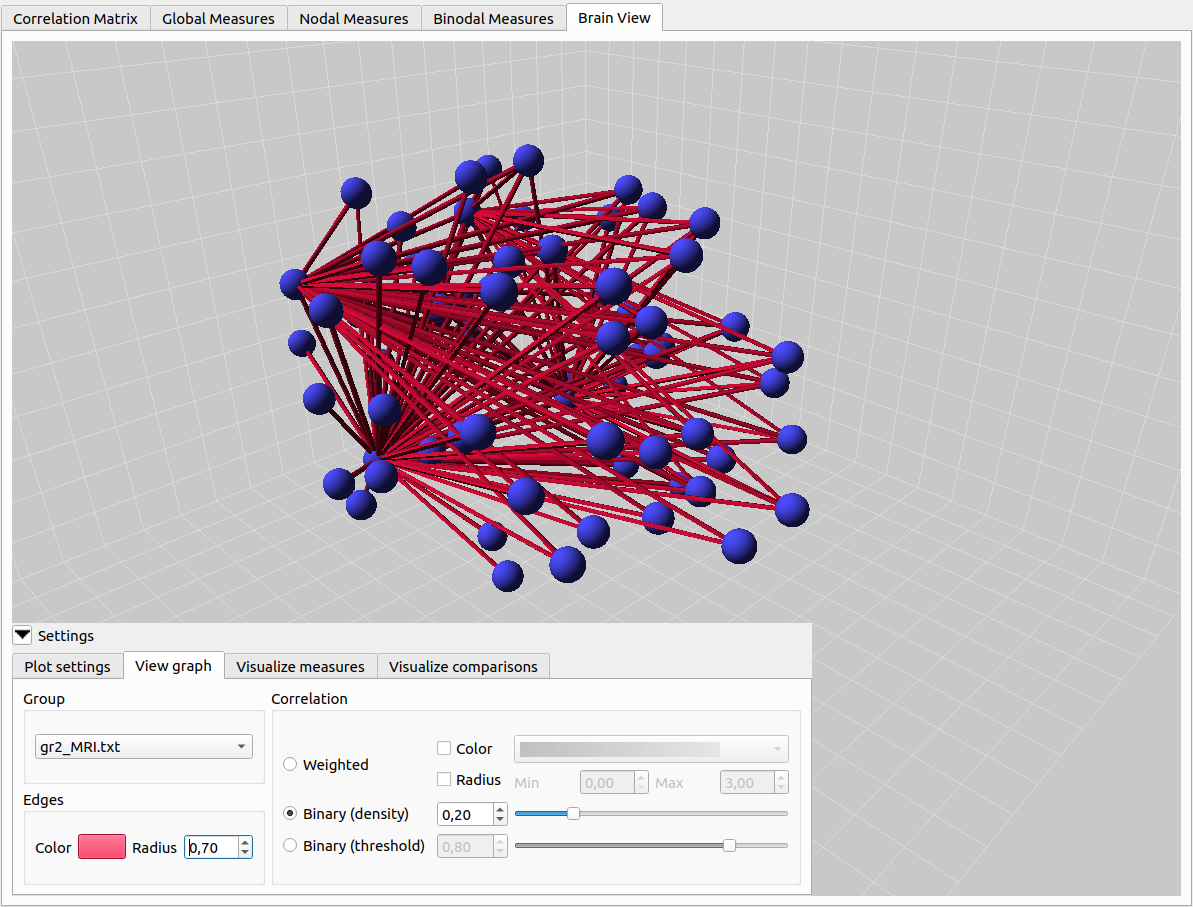 Correlation Matrix Global Measures Nodal Measures Binodal Measures Brain View
Settings
Plot settings View graph Visualize measures Visualize comparisons
Group
gr2_MRI.txt
Edges
Color Radius 0,70
Correlation
Weighted
Color
Radius Min 0,00 Max 3,00
Binary (density) 0,20
Binary (threshold) 0,80